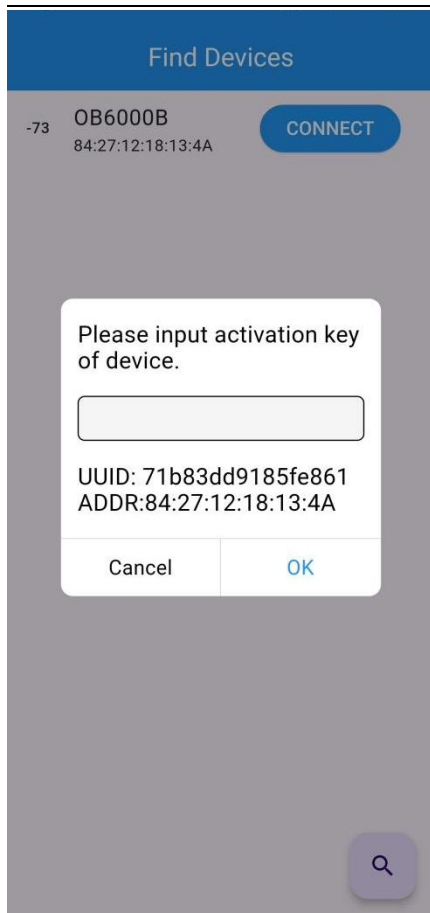 Find Devices
-73
OB6000B
CONNECT
84:27:12:18:13:4A
Please input activation key
of device.
UUID: 71b83dd9185fe861
ADDR:84:27:12:18:13:4A
Cancel
OK